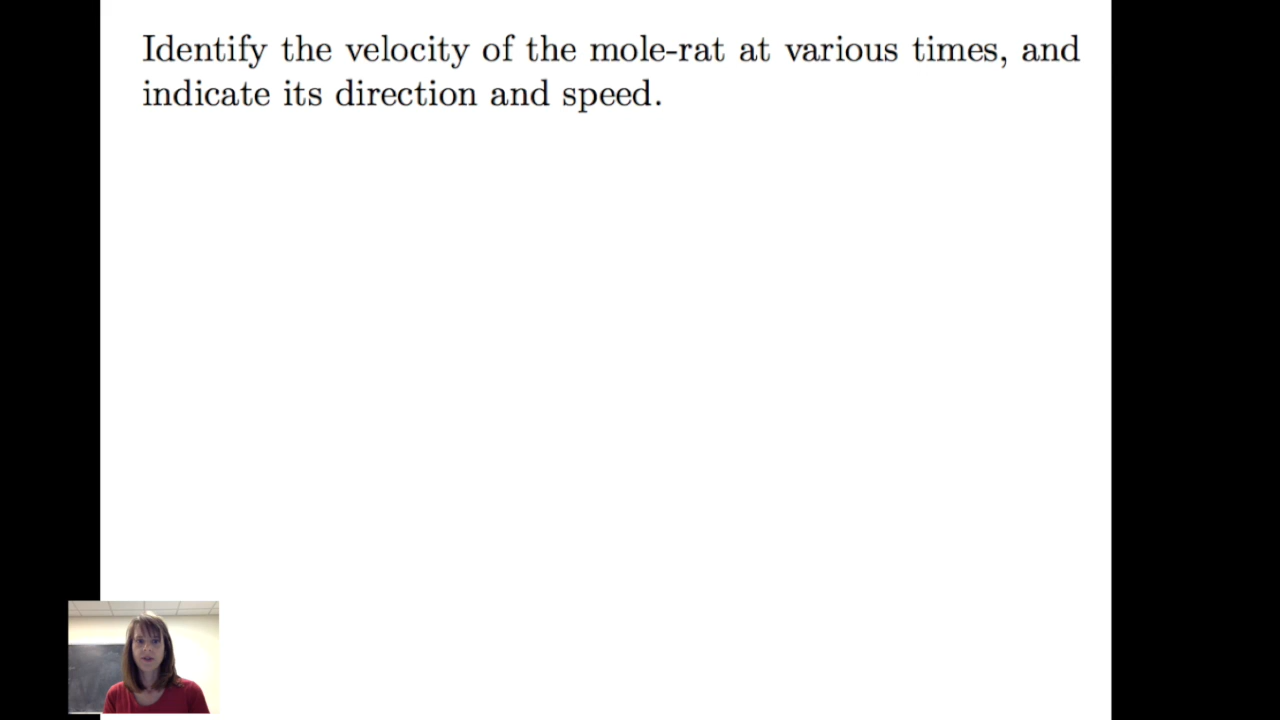 Identify the velocity of the mole-rat at various times, and
indicate its direction and speed.